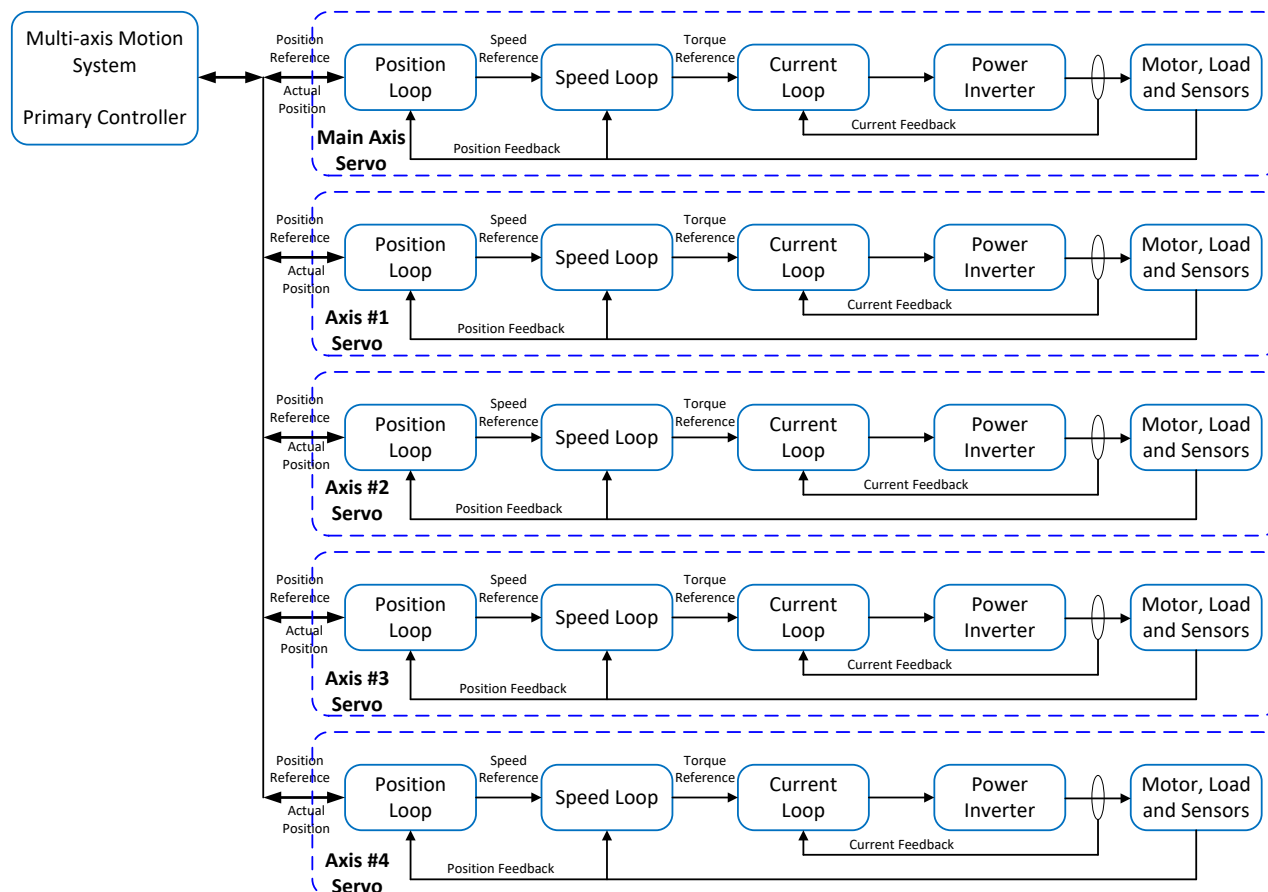 Multi-axis Motion
System
Primary Controller
Position
Reference
Actual
Position
Position
Loop
Speed
Reference
Speed Loop
Torque
Reference
Current
Loop
Power
Inverter
Motor, Load
and Sensors
Current Feedback
Position Feedback
Main Axis
Servo
Position
Reference
Actual
Position
Position
Loop
Speed
Reference
Speed Loop
Torque
Reference
Current
Loop
Power
Inverter
Motor, Load
and Sensors
Current Feedback
Position Feedback
Axis #1
Servo
Position
Reference
Actual
Position
Position
Loop
Speed
Reference
Speed Loop
Torque
Reference
Current
Loop
Power
Inverter
Motor, Load
and Sensors
Current Feedback
Position Feedback
Axis #2
Servo
Position
Reference
Actual
Position
Position
Loop
Speed
Reference
Speed Loop
Torque
Reference
Current
Loop
Power
Inverter
Motor, Load
and Sensors
Current Feedback
Position Feedback
Axis #3
Servo
Position
Reference
Actual
Position
Position
Loop
Speed
Reference
Speed Loop
Torque
Reference
Current
Loop
Power
Inverter
Motor, Load
and Sensors
Current Feedback
Position Feedback
Axis #4
Servo